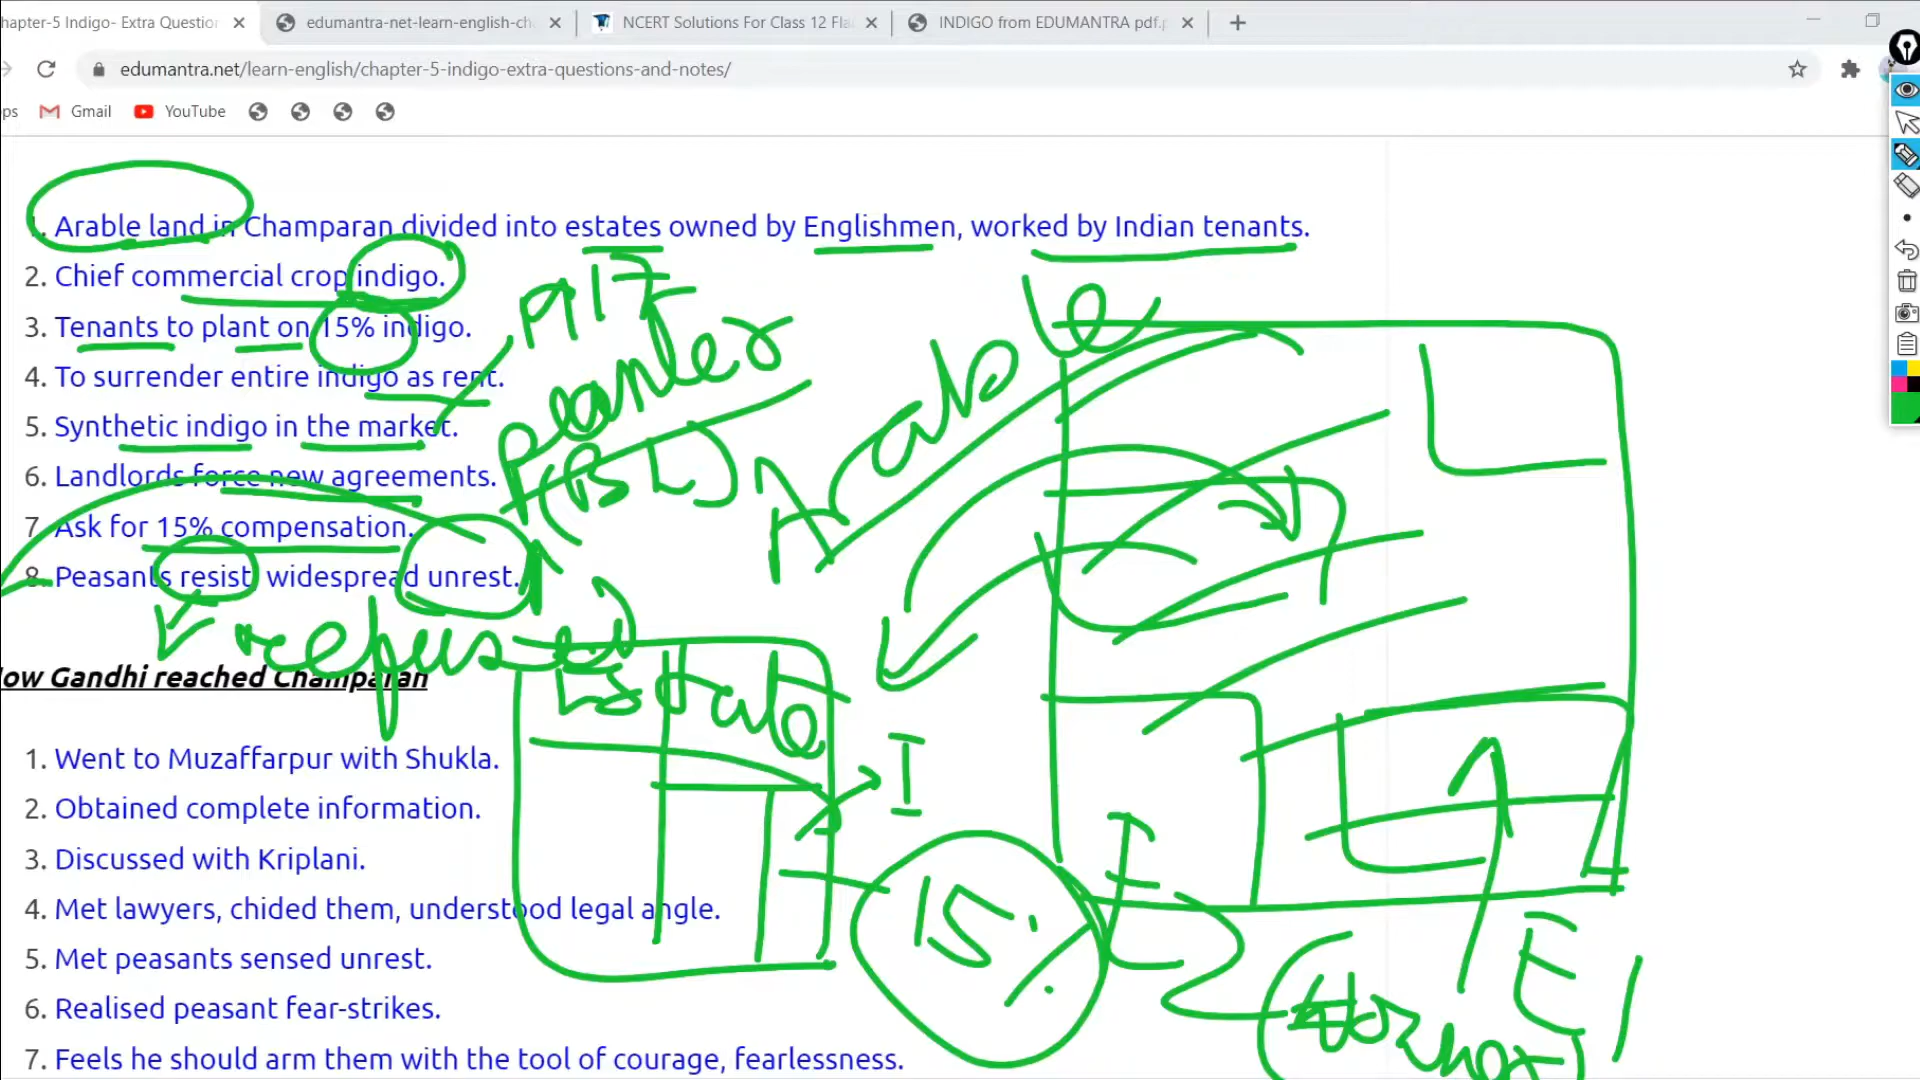 hapter-5 Indigo- Extra Question
edumantra-net-learn-english-ch
NCERT Solutions For Class 12 Fla
INDIGO from EDUMANTRA pdf.p
edumantra.net/learn-english/chapter-5-indigo-extra-questions-and-notes/
ps Gmail YouTube
1. Arable land in Champaran divided into estates owned by Englishmen, worked by Indian tenants.
2. Chief commercial crop indigo.
3. Tenants to plant on 15% indigo.
4. To surrender entire indigo as rent.
5. Synthetic indigo in the market.
6. Landlords force new agreements.
7. Ask for 15% compensation.
8. Peasants resist, widespread unrest.
1917
Planter
(BL)
Arable
refused
Estate
I
15%
E
How Gandhi reached Champaran
1. Went to Muzaffarpur with Shukla.
2. Obtained complete information.
3. Discussed with Kriplani.
4. Met lawyers, chided them, understood legal angle.
5. Met peasants sensed unrest.
6. Realised peasant fear-strikes.
7. Feels he should arm them with the tool of courage, fearlessness.